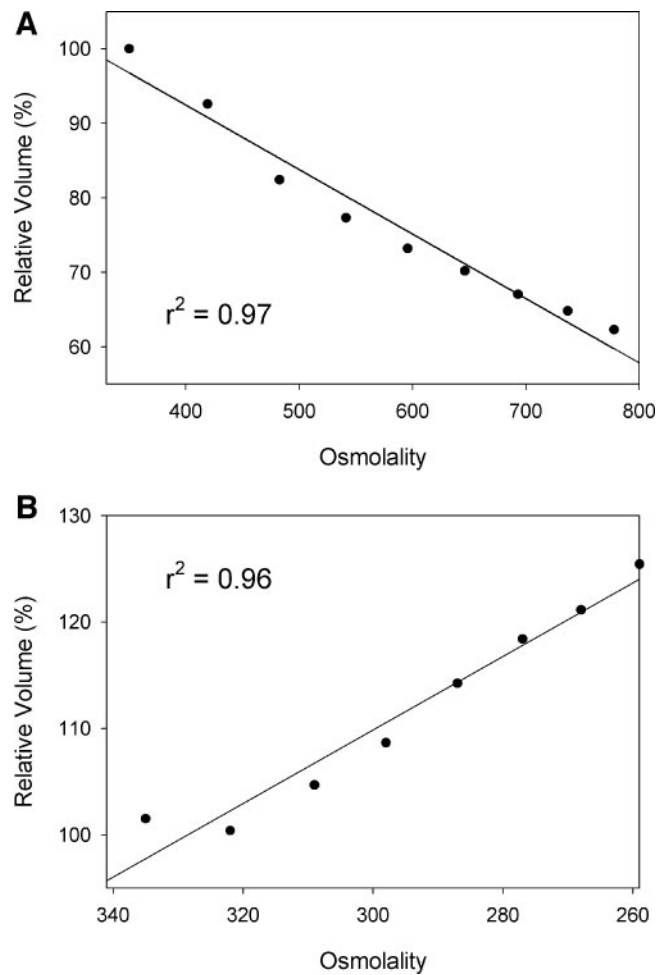 A
Relative Volume (%)
100
90
80
70
60
r² = 0.97
400 500 600 700 800
Osmolality
B
Relative Volume (%)
130
120
110
100
r² = 0.96
340 320 300 280 260
Osmolality